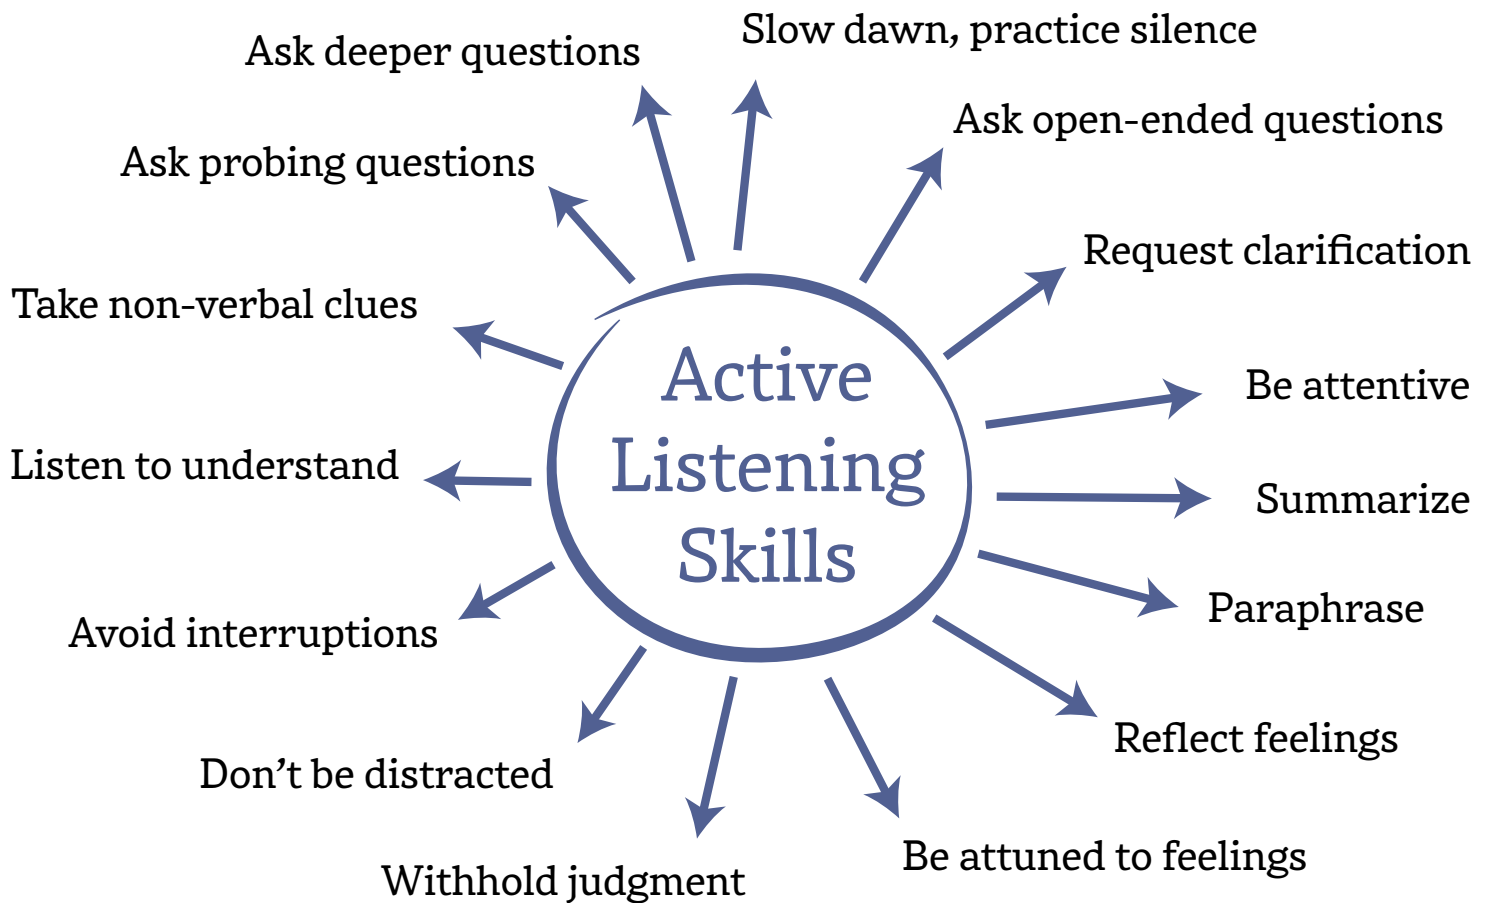 Slow dawn, practice silence
Ask deeper questions
Ask open-ended questions
Ask probing questions
Request clarification
Take non-verbal clues
Active
Listening
Skills
Be attentive
Listen to understand
Summarize
Paraphrase
Avoid interruptions
Reflect feelings
Don’t be distracted
Be attuned to feelings
Withhold judgment